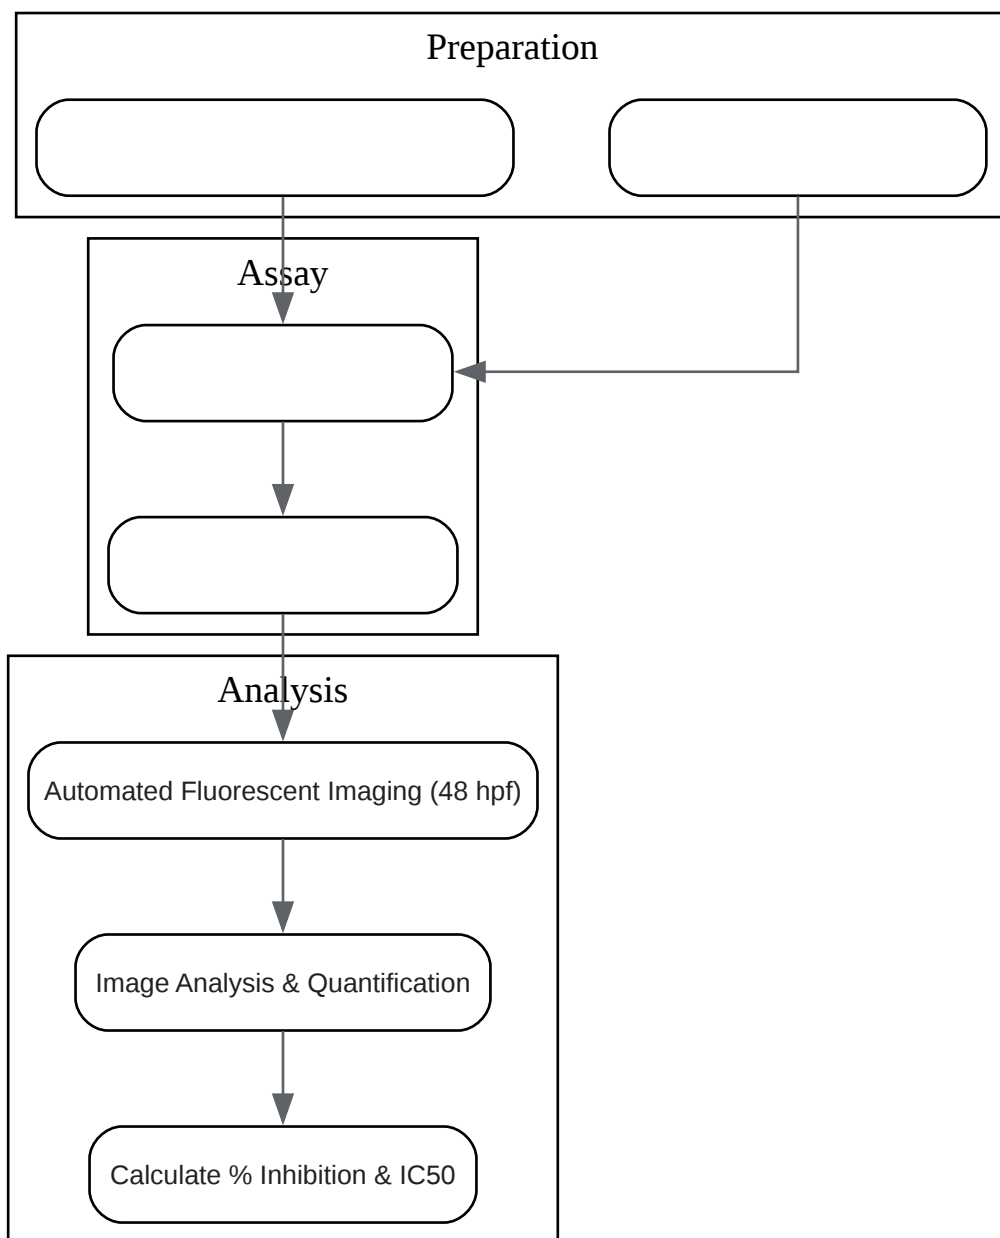 Preparation
Assay
Analysis
Automated Fluorescent Imaging (48 hpf)
Image Analysis & Quantification
Calculate % Inhibition & IC50